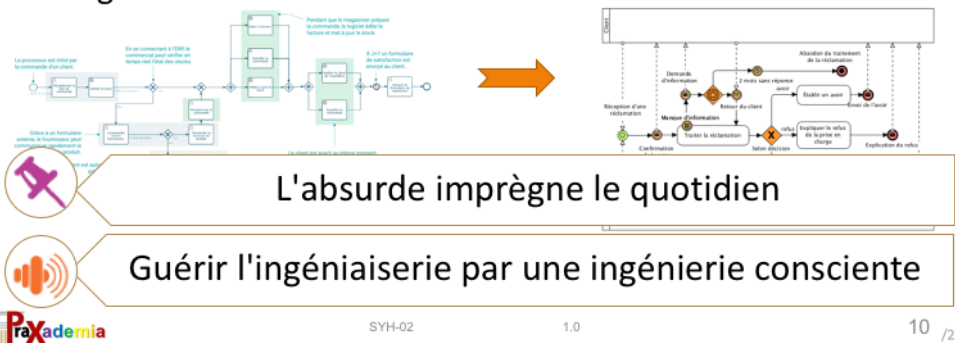 Pendant que le magasinier prépare
la commande, le logiciel édite la
facture et met à jour le stock.
En se connectant à l'ERP, le
commercial peut vérifier en
temps réel l'état des stocks.
Le processus est initié par
la commande d'un client.
À J+7 un formulaire
de satisfaction est
envoyé au client.
Grâce à un formulaire
externe, le fournisseur peut
Le client est averti au même moment
Client
Abandon du traitement
de la réclamation
Demande
d'information
2 mois sans réponse
avoir
Établir un avoir
Envoi de l'avoir
Réception d'une
réclamation
Retour du client
Manque d'information
Traiter la réclamation
refus
Expliquer le refus
de la prise en
charge
Explication du refus
Confirmation
Selon décision
L'absurde imprègne le quotidien
Guérir l'ingéniaiserie par une ingénierie consciente
PraXademia
SYH-02
1.0
10 /2